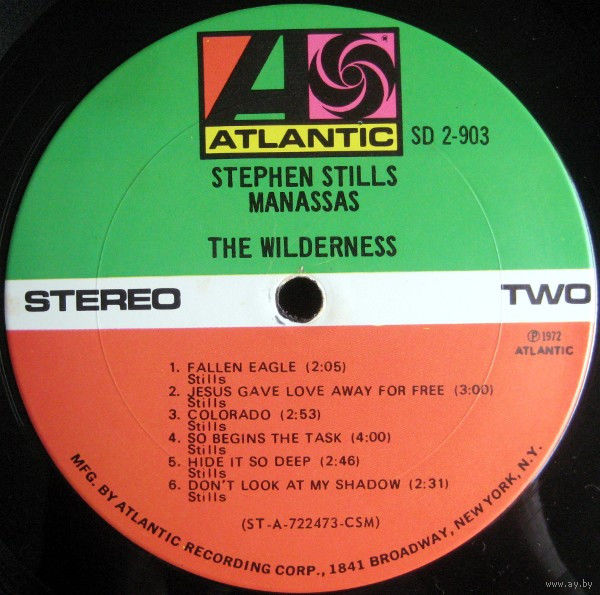 ATLANTIC
SD 2-903
STEPHEN STILLS
MANASSAS
THE WILDERNESS
STEREO
TWO
Ⓟ1972
ATLANTIC
1. FALLEN EAGLE (2:05)
Stills
2. JESUS GAVE LOVE AWAY FOR FREE (3:00)
Stills
3. COLORADO (2:53)
Stills
4. SO BEGINS THE TASK (4:00)
Stills
5. HIDE IT SO DEEP (2:46)
Stills
6. DON'T LOOK AT MY SHADOW (2:31)
Stills
(ST-A-722473-CSM)
MFG. BY ATLANTIC RECORDING CORP., 1841 BROADWAY, NEW YORK, N.Y.
www.ay.by